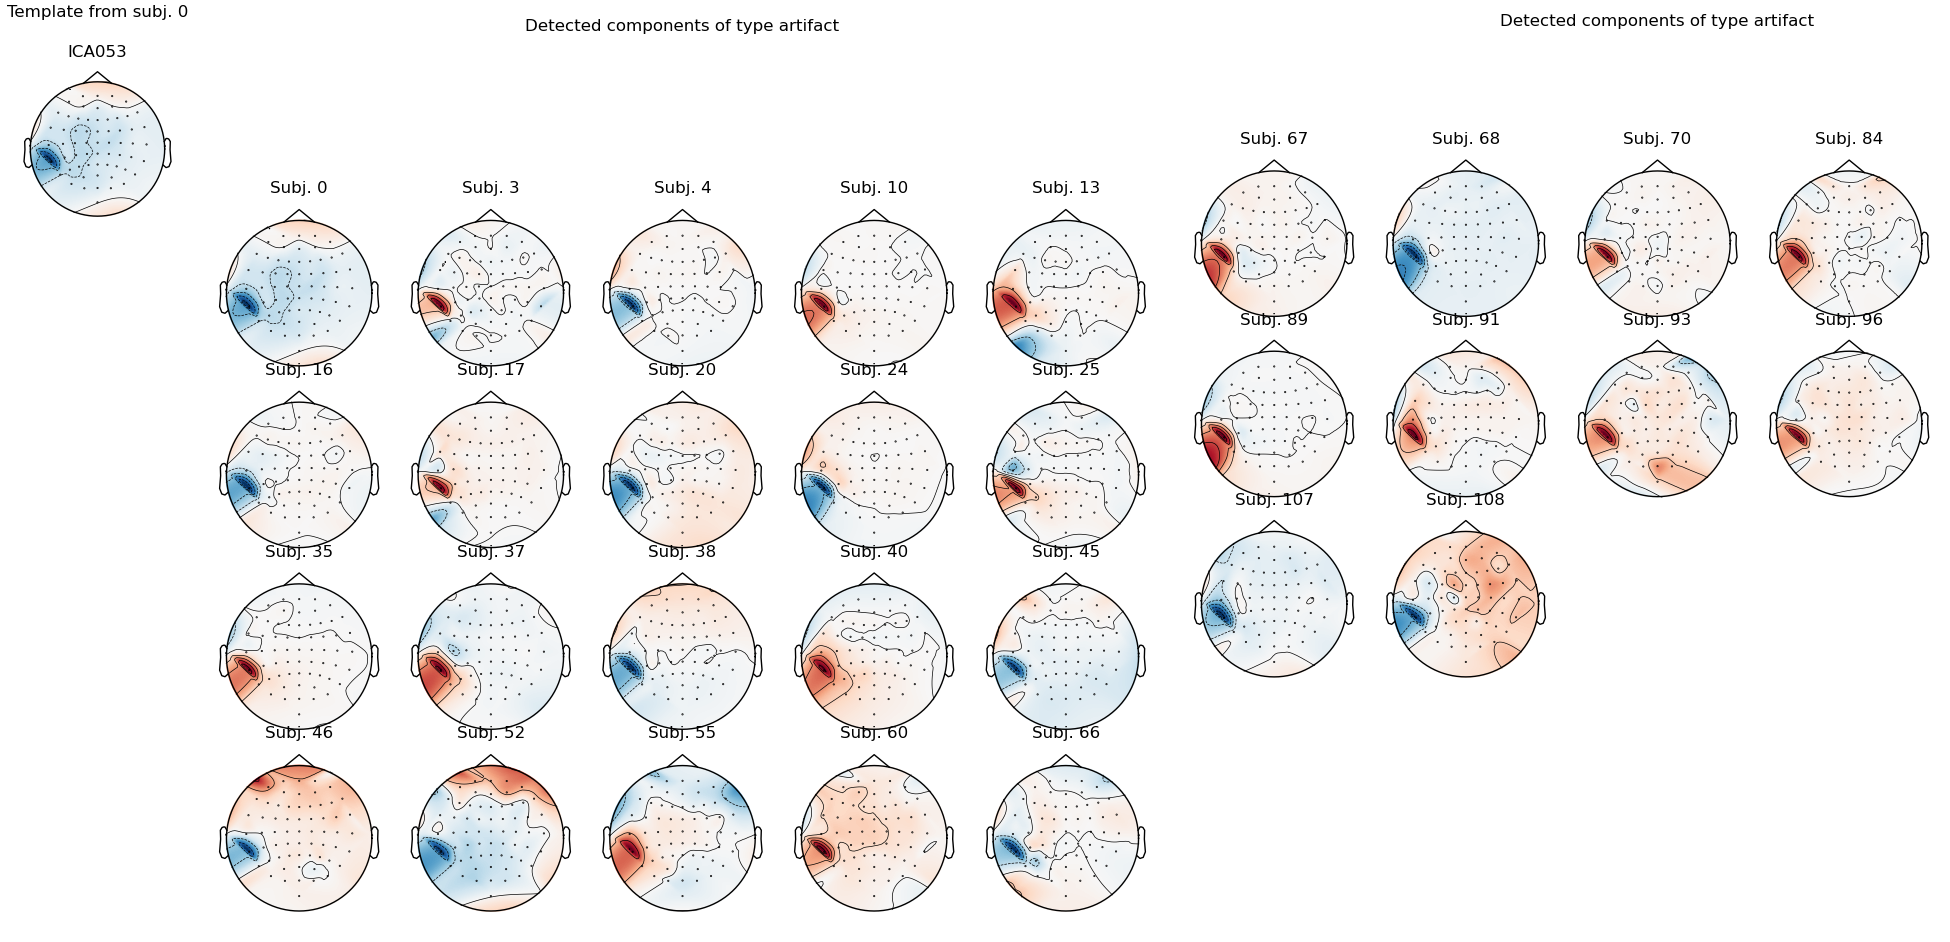 Template from subj. 0
ICA053
Detected components of type artifact
Subj. 0 Subj. 3 Subj. 4 Subj. 10 Subj. 13
Subj. 16 Subj. 17 Subj. 20 Subj. 24 Subj. 25
Subj. 35 Subj. 37 Subj. 38 Subj. 40 Subj. 45
Subj. 46 Subj. 52 Subj. 55 Subj. 60 Subj. 66
Detected components of type artifact
Subj. 67 Subj. 68 Subj. 70 Subj. 84
Subj. 89 Subj. 91 Subj. 93 Subj. 96
Subj. 107 Subj. 108